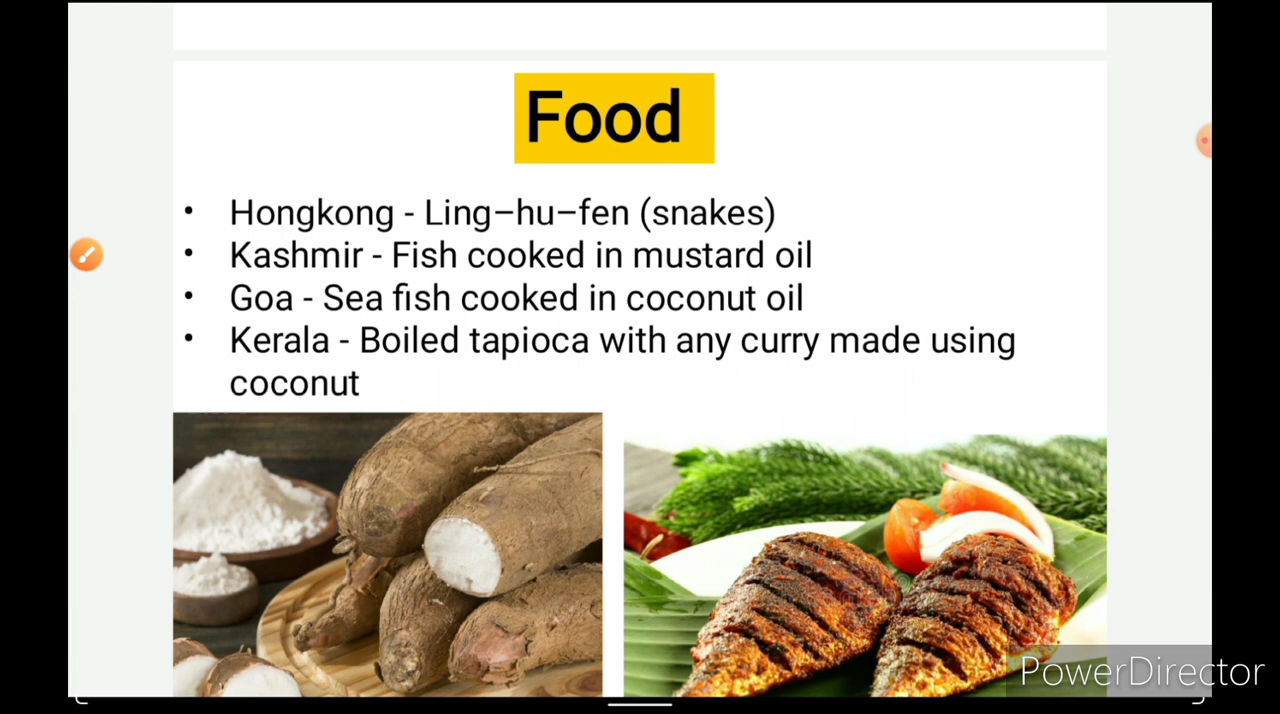 Food
• Hongkong - Ling–hu–fen (snakes)
• Kashmir - Fish cooked in mustard oil
• Goa - Sea fish cooked in coconut oil
• Kerala - Boiled tapioca with any curry made using
coconut
PowerDirector